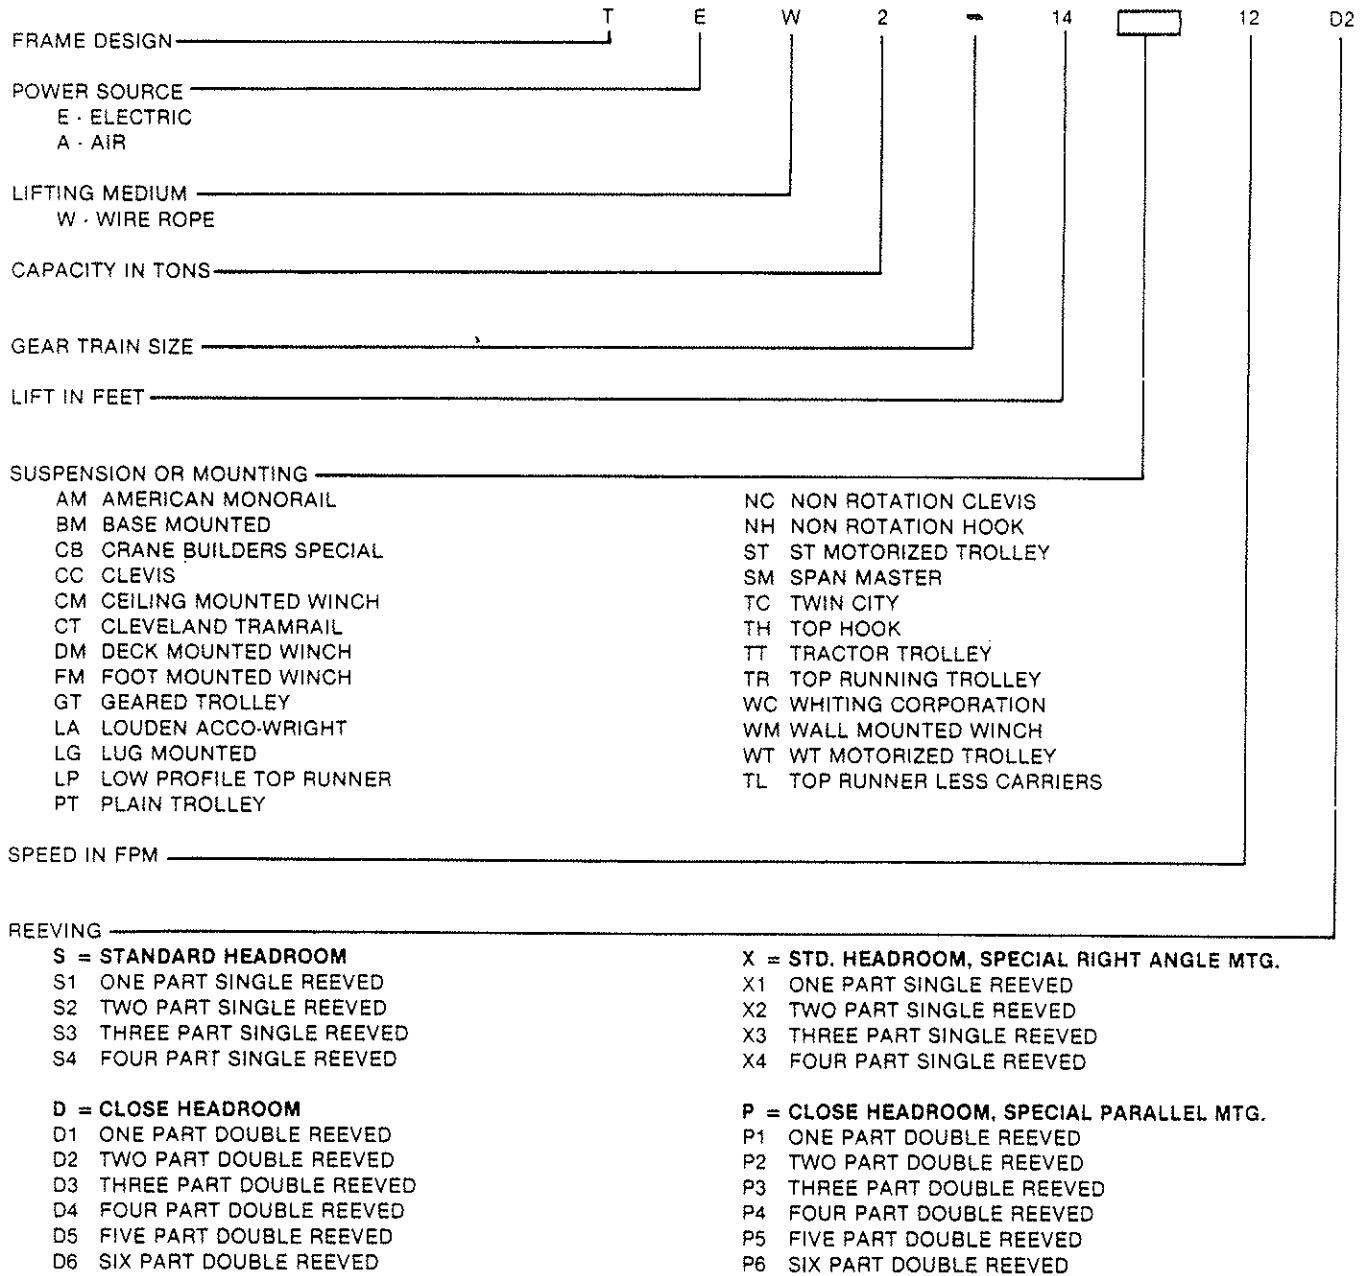 T E W 2 - 14 12 D2
FRAME DESIGN
POWER SOURCE
E - ELECTRIC
A - AIR
LIFTING MEDIUM
W - WIRE ROPE
CAPACITY IN TONS
GEAR TRAIN SIZE
LIFT IN FEET
SUSPENSION OR MOUNTING
AM AMERICAN MONORAIL
BM BASE MOUNTED
CB CRANE BUILDERS SPECIAL
CC CLEVIS
CM CEILING MOUNTED WINCH
CT CLEVELAND TRAMRAIL
DM DECK MOUNTED WINCH
FM FOOT MOUNTED WINCH
GT GEARED TROLLEY
LA LOUDEN ACCO-WRIGHT
LG LUG MOUNTED
LP LOW PROFILE TOP RUNNER
PT PLAIN TROLLEY
NC NON ROTATION CLEVIS
NH NON ROTATION HOOK
ST ST MOTORIZED TROLLEY
SM SPAN MASTER
TC TWIN CITY
TH TOP HOOK
TT TRACTOR TROLLEY
TR TOP RUNNING TROLLEY
WC WHITING CORPORATION
WM WALL MOUNTED WINCH
WT WT MOTORIZED TROLLEY
TL TOP RUNNER LESS CARRIERS
SPEED IN FPM
REEVING
S = STANDARD HEADROOM
S1 ONE PART SINGLE REEVED
S2 TWO PART SINGLE REEVED
S3 THREE PART SINGLE REEVED
S4 FOUR PART SINGLE REEVED
X = STD. HEADROOM, SPECIAL RIGHT ANGLE MTG.
X1 ONE PART SINGLE REEVED
X2 TWO PART SINGLE REEVED
X3 THREE PART SINGLE REEVED
X4 FOUR PART SINGLE REEVED
D = CLOSE HEADROOM
D1 ONE PART DOUBLE REEVED
D2 TWO PART DOUBLE REEVED
D3 THREE PART DOUBLE REEVED
D4 FOUR PART DOUBLE REEVED
D5 FIVE PART DOUBLE REEVED
D6 SIX PART DOUBLE REEVED
P = CLOSE HEADROOM, SPECIAL PARALLEL MTG.
P1 ONE PART DOUBLE REEVED
P2 TWO PART DOUBLE REEVED
P3 THREE PART DOUBLE REEVED
P4 FOUR PART DOUBLE REEVED
P5 FIVE PART DOUBLE REEVED
P6 SIX PART DOUBLE REEVED